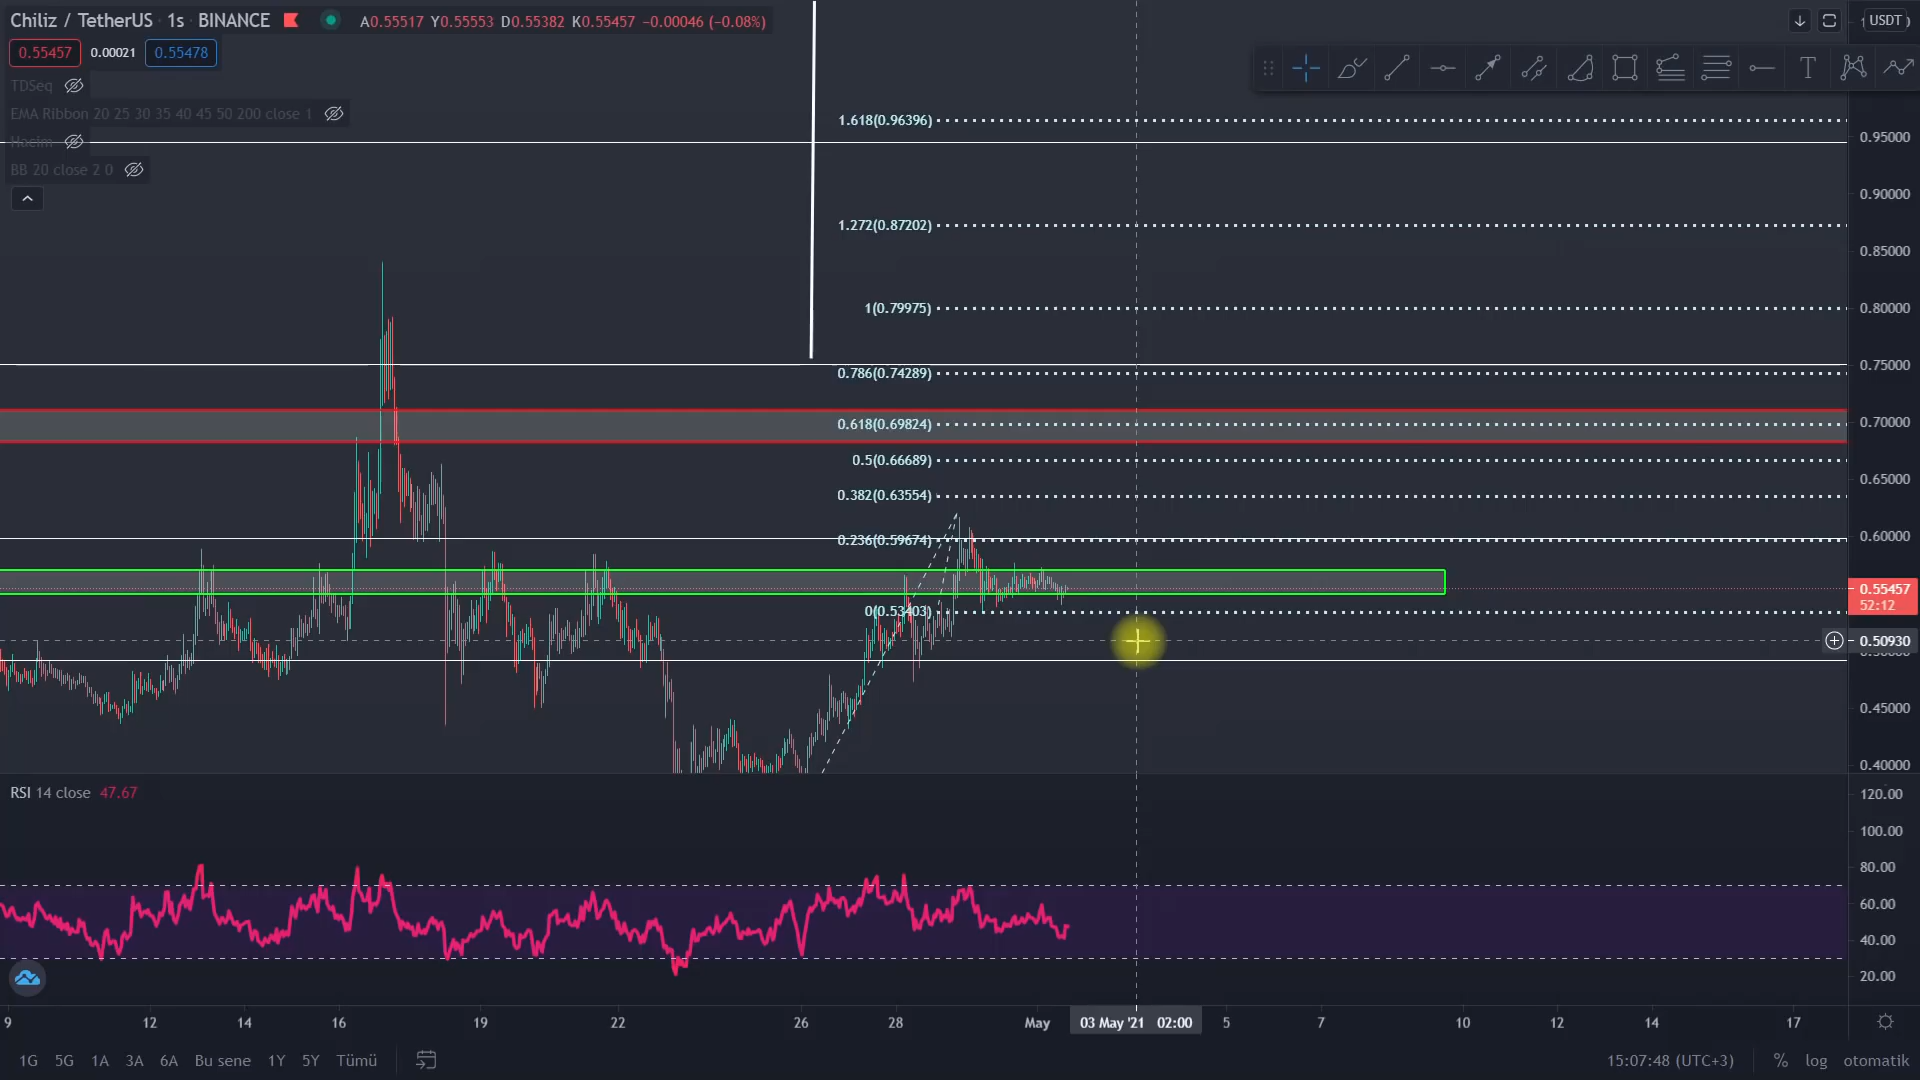 Chiliz / TetherUS · 1s · BINANCE A0.55517 Y0.55553 D0.55382 K0.55457 −0.00046 (−0.08%)
USDT
0.55457 0.00021 0.55478
TDSeq
EMA Ribbon 20 25 30 35 40 45 50 200 close 1
Hacim
BB 20 close 2 0
T
1.618(0.96396)
1.272(0.87202)
1(0.79975)
0.786(0.74289)
0.618(0.69824)
0.5(0.66689)
0.382(0.63554)
0.236(0.59674)
0(0.53403)
0.95000
0.90000
0.85000
0.80000
0.75000
0.70000
0.65000
0.60000
0.55457
52:12
0.50930
0.45000
0.40000
RSI 14 close 47.67
120.00
100.00
80.00
60.00
40.00
20.00
9 12 14 16 19 22 26 28 May 03 May '21 02:00 5 7 10 12 14 17
1G 5G 1A 3A 6A Bu sene 1Y 5Y Tümü 15:07:48 (UTC+3) % log otomatik